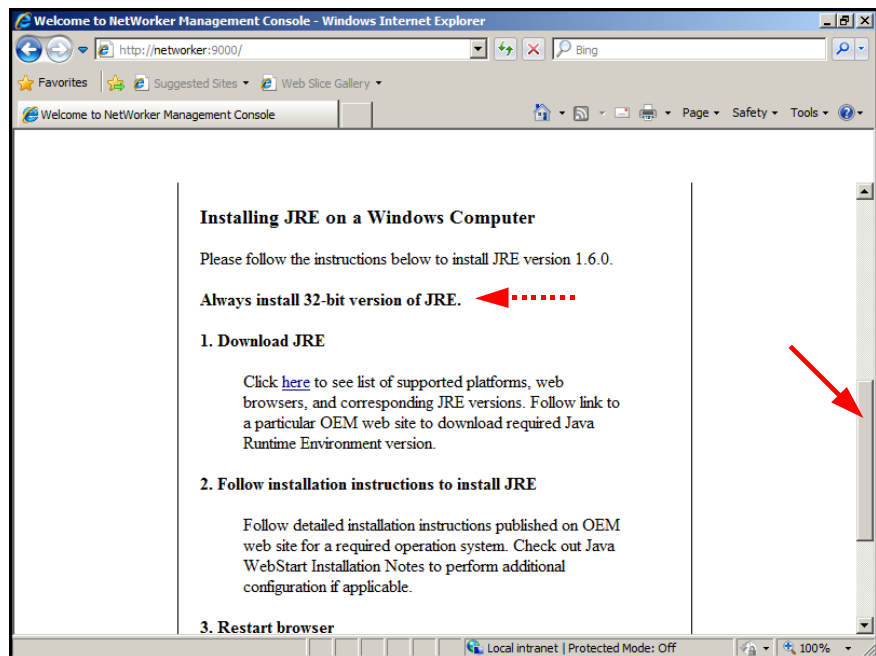 Welcome to NetWorker Management Console - Windows Internet Explorer
http://networker:9000/
Bing
Favorites
Suggested Sites
Web Slice Gallery
Welcome to NetWorker Management Console
Page
Safety
Tools
Installing JRE on a Windows Computer
Please follow the instructions below to install JRE version 1.6.0.
Always install 32-bit version of JRE.
1. Download JRE
Click here to see list of supported platforms, web
browsers, and corresponding JRE versions. Follow link to
a particular OEM web site to download required Java
Runtime Environment version.
2. Follow installation instructions to install JRE
Follow detailed installation instructions published on OEM
web site for a required operation system. Check out Java
WebStart Installation Notes to perform additional
configuration if applicable.
3. Restart browser
Local intranet | Protected Mode: Off
100%